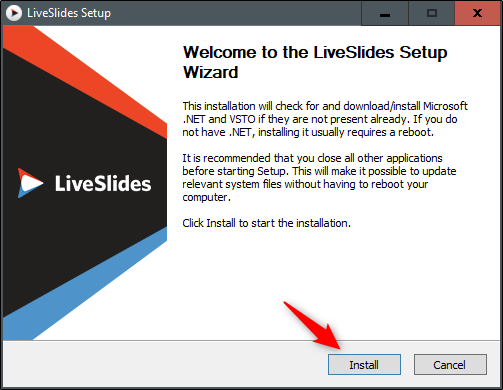 LiveSlides Setup
Welcome to the LiveSlides Setup
Wizard
This installation will check for and download/install Microsoft
.NET and VSTO if they are not present already. If you do
not have .NET, installing it usually requires a reboot.
It is recommended that you close all other applications
before starting Setup. This will make it possible to update
relevant system files without having to reboot your
computer.
Click Install to start the installation.
LiveSlides
Install
Cancel